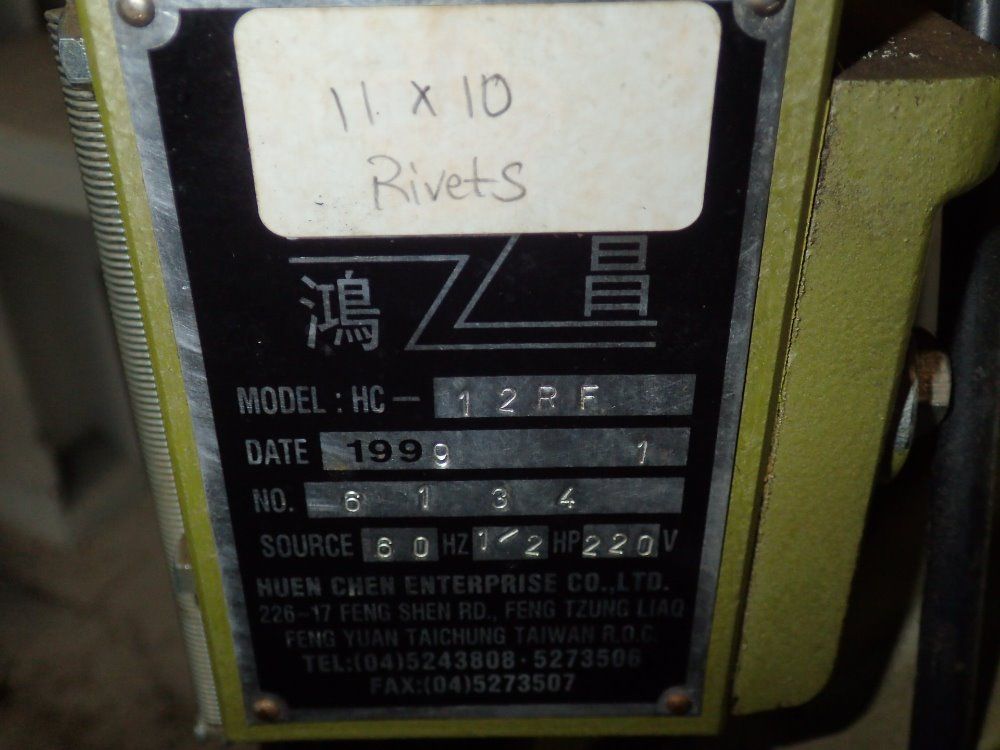 11 x 10
Rivets
鴻 昌
MODEL : HC- 12RF
DATE 1999 1
NO. 6134
SOURCE 60 HZ 1/2 HP 220 V
HUEN CHEN ENTERPRISE CO.,LTD.
226-17 FENG SHEN RD., FENG TZUNG LIAO
FENG YUAN TAICHUNG TAIWAN R.O.C.
TEL:(04)5243808·5273506
FAX:(04)5273507